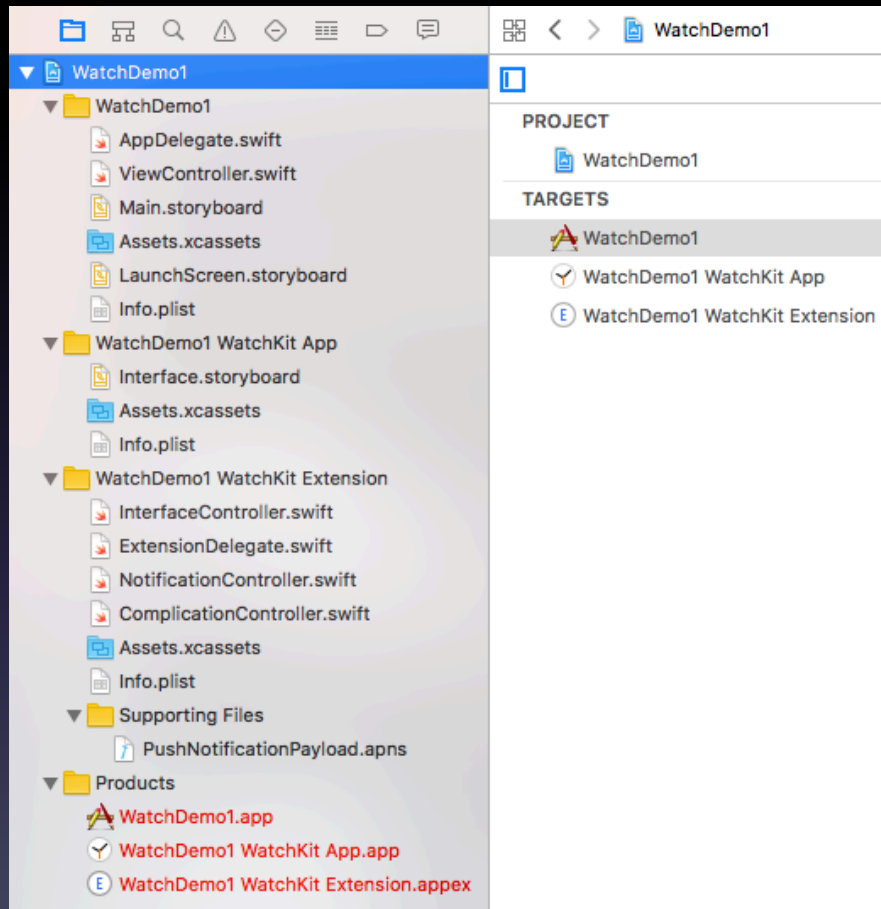 WatchDemo1
WatchDemo1
AppDelegate.swift
ViewController.swift
Main.storyboard
Assets.xcassets
LaunchScreen.storyboard
Info.plist
WatchDemo1 WatchKit App
Interface.storyboard
Assets.xcassets
Info.plist
WatchDemo1 WatchKit Extension
InterfaceController.swift
ExtensionDelegate.swift
NotificationController.swift
ComplicationController.swift
Assets.xcassets
Info.plist
Supporting Files
PushNotificationPayload.apns
Products
WatchDemo1.app
WatchDemo1 WatchKit App.app
E WatchDemo1 WatchKit Extension.appex
WatchDemo1
PROJECT
WatchDemo1
TARGETS
WatchDemo1
WatchDemo1 WatchKit App
E WatchDemo1 WatchKit Extension